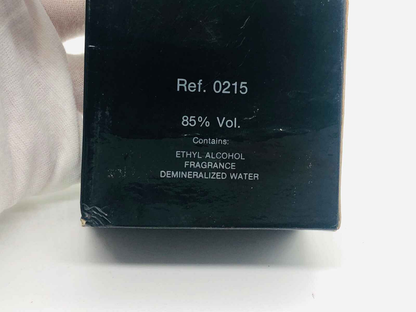 Ref. 0215
85% Vol.
Contains:
ETHYL ALCOHOL
FRAGRANCE
DEMINERALIZED WATER